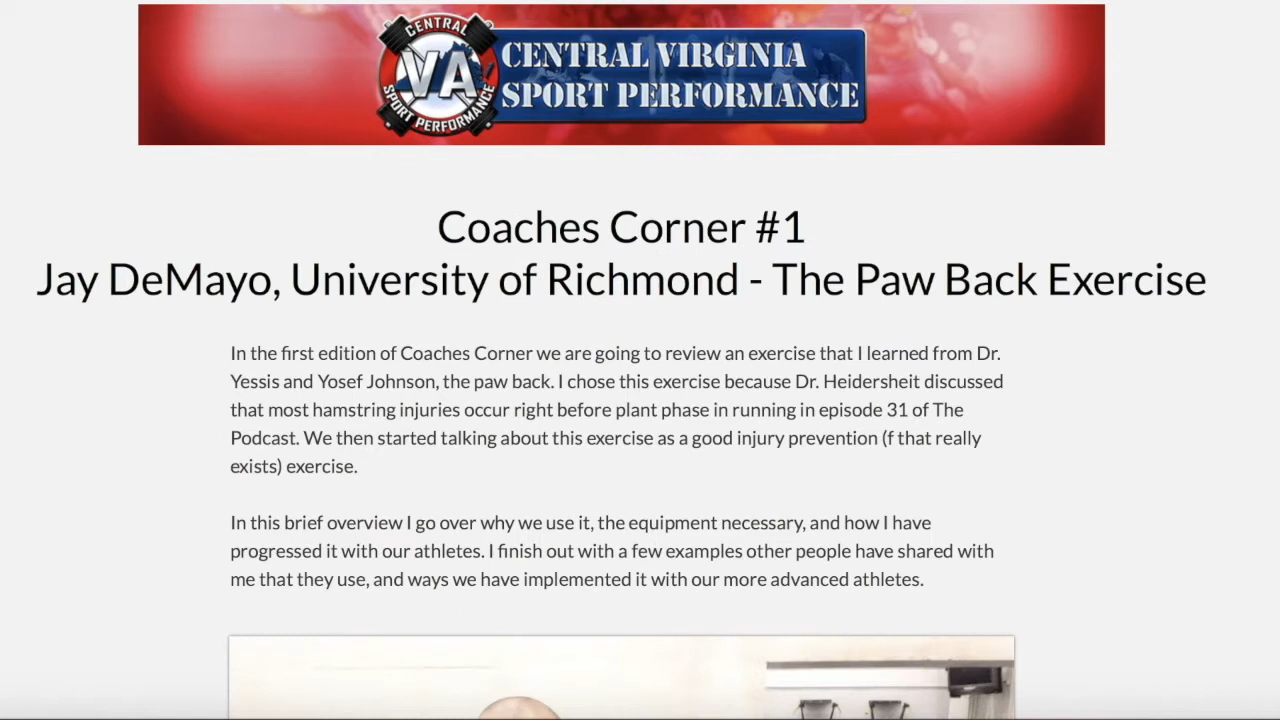 CENTRAL
VA
SPORT PERFORMANCE
CENTRAL VIRGINIA
SPORT PERFORMANCE
Coaches Corner #1
Jay DeMayo, University of Richmond - The Paw Back Exercise
In the first edition of Coaches Corner we are going to review an exercise that I learned from Dr.
Yessis and Yosef Johnson, the paw back. I chose this exercise because Dr. Heidersheit discussed
that most hamstring injuries occur right before plant phase in running in episode 31 of The
Podcast. We then started talking about this exercise as a good injury prevention (f that really
exists) exercise.
In this brief overview I go over why we use it, the equipment necessary, and how I have
progressed it with our athletes. I finish out with a few examples other people have shared with
me that they use, and ways we have implemented it with our more advanced athletes.